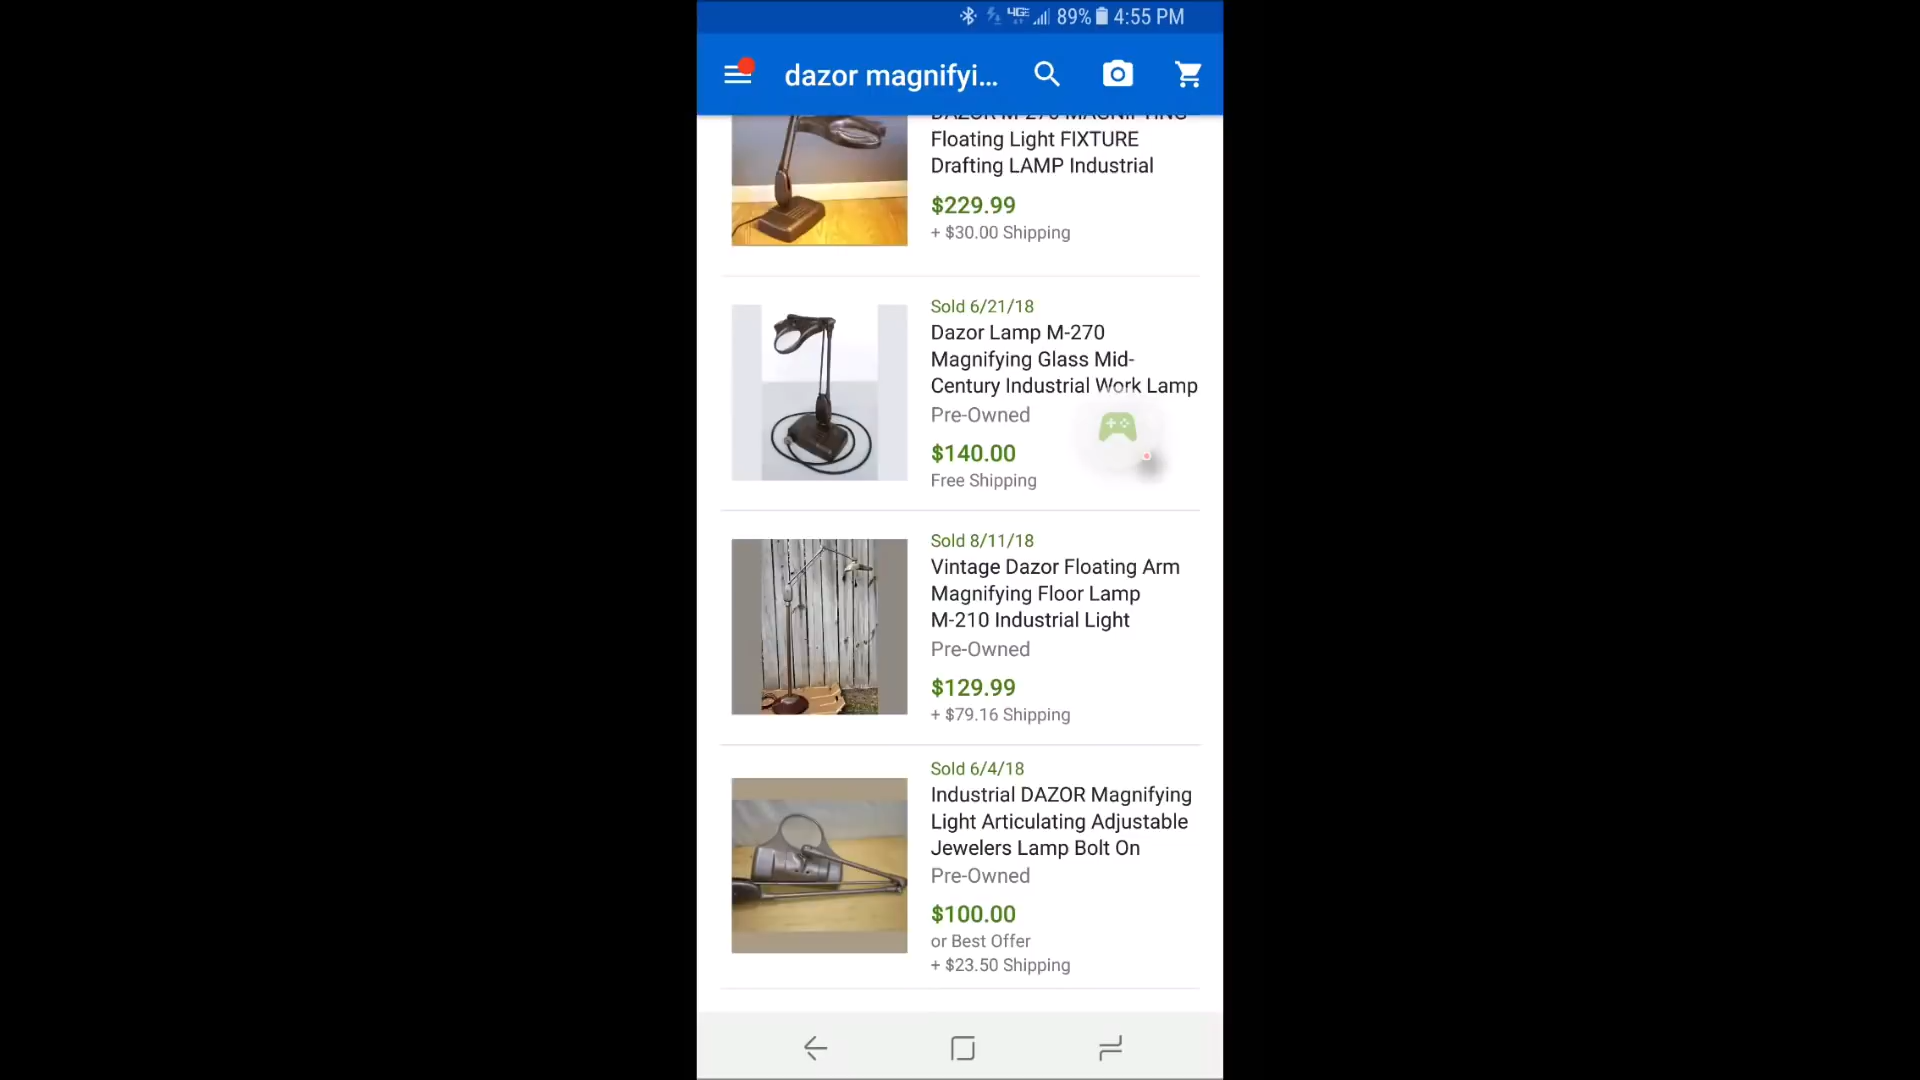 89% 4:55 PM
dazor magnifyi...
DAZOR M-270 MAGNIFYING
Floating Light FIXTURE
Drafting LAMP Industrial
$229.99
+ $30.00 Shipping
Sold 6/21/18
Dazor Lamp M-270
Magnifying Glass Mid-
Century Industrial Work Lamp
Pre-Owned
$140.00
Free Shipping
Sold 8/11/18
Vintage Dazor Floating Arm
Magnifying Floor Lamp
M-210 Industrial Light
Pre-Owned
$129.99
+ $79.16 Shipping
Sold 6/4/18
Industrial DAZOR Magnifying
Light Articulating Adjustable
Jewelers Lamp Bolt On
Pre-Owned
$100.00
or Best Offer
+ $23.50 Shipping